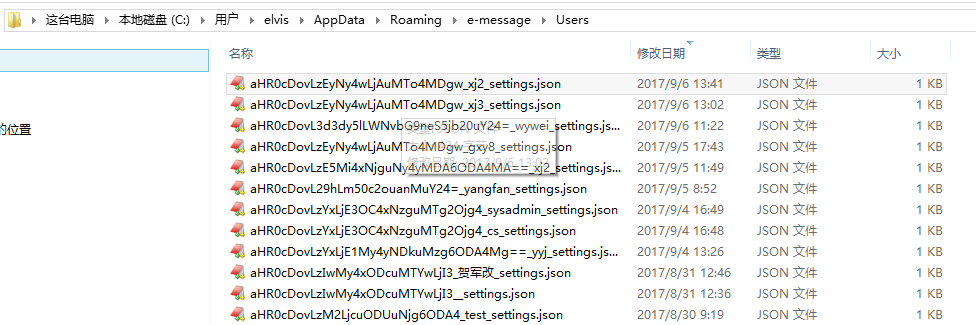 这台电脑 本地磁盘 (C:) 用户 elvis AppData Roaming e-message Users
名称 修改日期 类型 大小
aHR0cDovLzEyNy4wLjAuMTo4MDgw_xj2_settings.json 2017/9/6 13:41 JSON 文件 1 KB
aHR0cDovLzEyNy4wLjAuMTo4MDgw_xj3_settings.json 2017/9/6 13:02 JSON 文件 1 KB
的位置
aHR0cDovL3d3dy5lLWNvbG9neS5jb20uY24=_wywei_settings.js... 2017/9/6 11:22 JSON 文件 1 KB
aHR0cDovLzEyNy4wLjAuMTo4MDgw_gxy8_settings.json 2017/9/5 17:43 JSON 文件 1 KB
修改日期: 2017/9/6 13:02
aHR0cDovLzE5Mi4xNjguNy4yMDA6ODA4MA==_xj2_settings.js... 2017/9/5 11:49 JSON 文件 1 KB
aHR0cDovL29hLm50c2ouanMuY24=_yangfan_settings.json 2017/9/5 8:52 JSON 文件 1 KB
aHR0cDovLzYxLjE3OC4xNzguMTg2Ojg4_sysadmin_settings.json 2017/9/4 16:49 JSON 文件 1 KB
aHR0cDovLzYxLjE3OC4xNzguMTg2Ojg4_cs_settings.json 2017/9/4 16:48 JSON 文件 1 KB
aHR0cDovLzYxLjE1My4yNDkuMzg6ODA4Mg==_yyj_settings.js... 2017/9/4 13:26 JSON 文件 1 KB
aHR0cDovLzIwMy4xODcuMTYwLjI3_贺军改_settings.json 2017/8/31 12:46 JSON 文件 1 KB
aHR0cDovLzIwMy4xODcuMTYwLjI3__settings.json 2017/8/31 12:36 JSON 文件 1 KB
aHR0cDovLzM2LjcuODUuNjg6ODA4_test_settings.json 2017/8/30 9:19 JSON 文件 1 KB